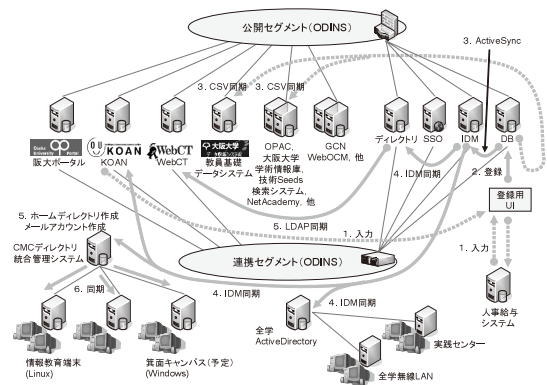 公開セグメント(ODINS)
3. ActiveSync
3. CSV同期
3. CSV同期
Osaka University Portal
阪大ポータル
KOAN
KOAN
WebCT
WebCT
大阪大学
教員基礎
データシステム
OPAC,
大阪大学
学術情報庫,
技術Seeds
検索システム,
NetAcademy, 他
GCN
WebOCM, 他
ディレクトリ
SSO
IDM
DB
4. IDM同期
2. 登録
登録用
UI
5. LDAP同期
1. 入力
1. 入力
5. ホームディレクトリ作成
メールアカウント作成
CMCディレクトリ
統合管理システム
連携セグメント(ODINS)
6. 同期
4. IDM同期
4. IDM同期
人事給与
システム
全学
ActiveDirectory
実践センター
情報教育端末
(Linux)
箕面キャンパス(予定)
(Windows)
全学無線LAN